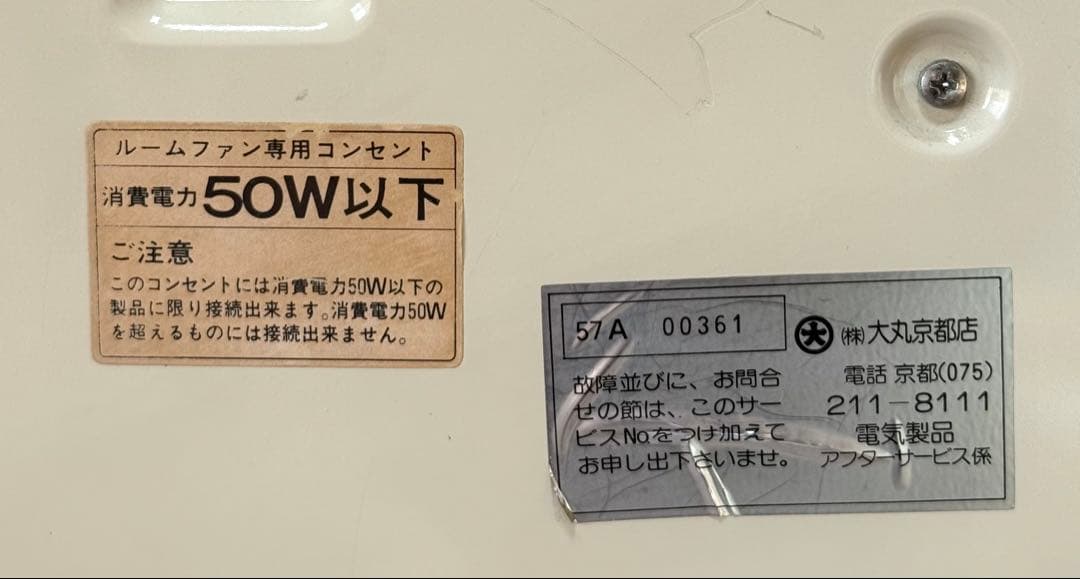 ルームファン専用コンセント
消費電力50W以下
ご注意
このコンセントには消費電力50W以下の
製品に限り接続出来ます。消費電力50W
を超えるものには接続出来ません。
57A 00361
大 (株)大丸京都店
故障並びに、お問合
せの節は、このサー
ビスNo.をつけ加えて
お申し出下さいませ。
電話 京都(075)
211-8111
電気製品
アフターサービス係